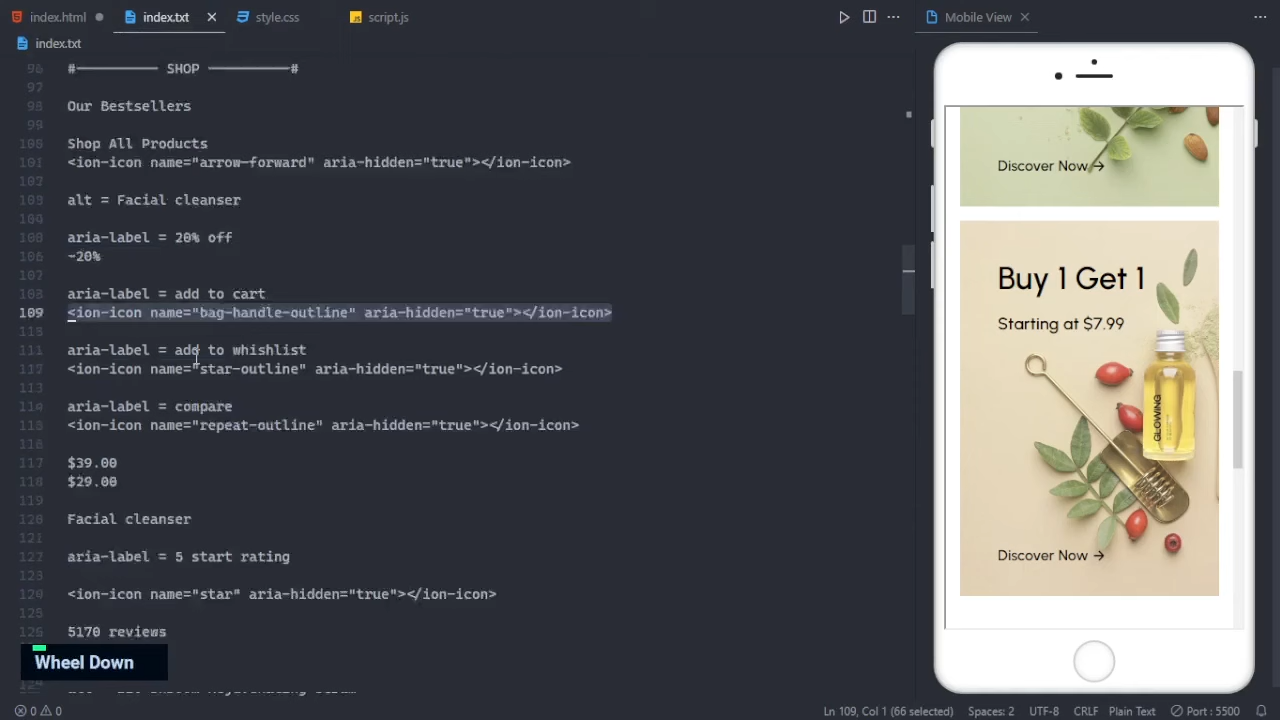 index.html
index.txt
style.css
script.js
Mobile View
index.txt
96 #————————— SHOP —————————#
97
98 Our Bestsellers
99
100 Shop All Products
101 <ion-icon name="arrow-forward" aria-hidden="true"></ion-icon>
102
103 alt = Facial cleanser
104
105 aria-label = 20% off
106 -20%
107
108 aria-label = add to cart
109 <ion-icon name="bag-handle-outline" aria-hidden="true"></ion-icon>
110
111 aria-label = add to whishlist
112 <ion-icon name="star-outline" aria-hidden="true"></ion-icon>
113
114 aria-label = compare
115 <ion-icon name="repeat-outline" aria-hidden="true"></ion-icon>
116
117 $39.00
118 $29.00
119
120 Facial cleanser
121
122 aria-label = 5 start rating
123
124 <ion-icon name="star" aria-hidden="true"></ion-icon>
125
126 5170 reviews
Wheel Down
Discover Now →
Buy 1 Get 1
Starting at $7.99
GLOWING
Discover Now →
0 0
Ln 109, Col 1 (66 selected)
Spaces: 2
UTF-8
CRLF
Plain Text
Port : 5500